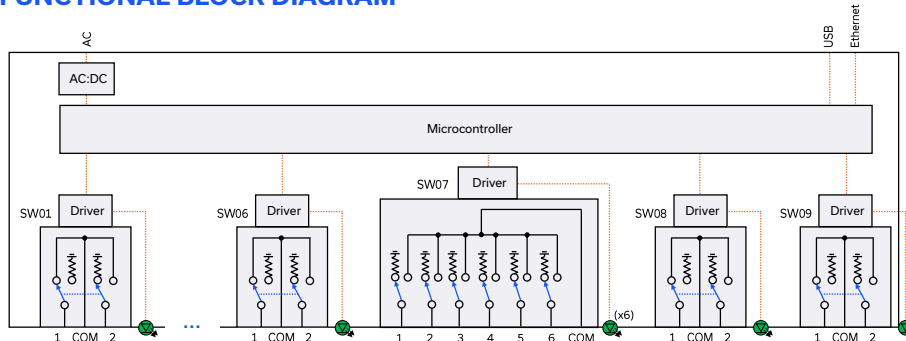 FUNCTIONAL BLOCK DIAGRAM
AC
USB
Ethernet
AC:DC
Microcontroller
SW01
Driver
SW06
Driver
SW07
Driver
SW08
Driver
SW09
Driver
1 COM 2
...
1 COM 2
1 2 3 4 5 6 COM
(x6)
1 COM 2
1 COM 2